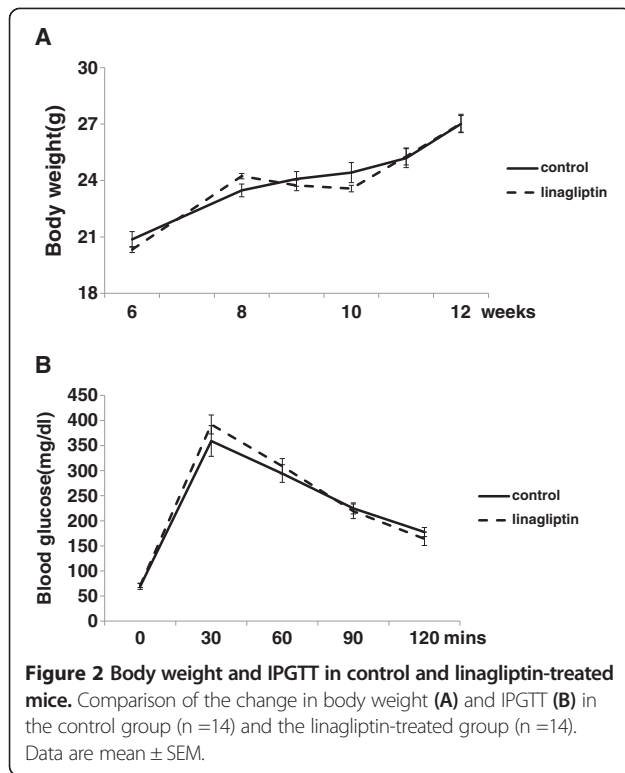 A
30
27
24
21
18
Body weight(g)
6 8 10 12 weeks
control
linagliptin
B
450
400
350
300
250
200
150
100
50
0
Blood glucose(mg/dl)
0 30 60 90 120 mins
control
linagliptin
Figure 2 Body weight and IPGTT in control and linagliptin-treated
mice. Comparison of the change in body weight (A) and IPGTT (B) in
the control group (n =14) and the linagliptin-treated group (n =14).
Data are mean ± SEM.